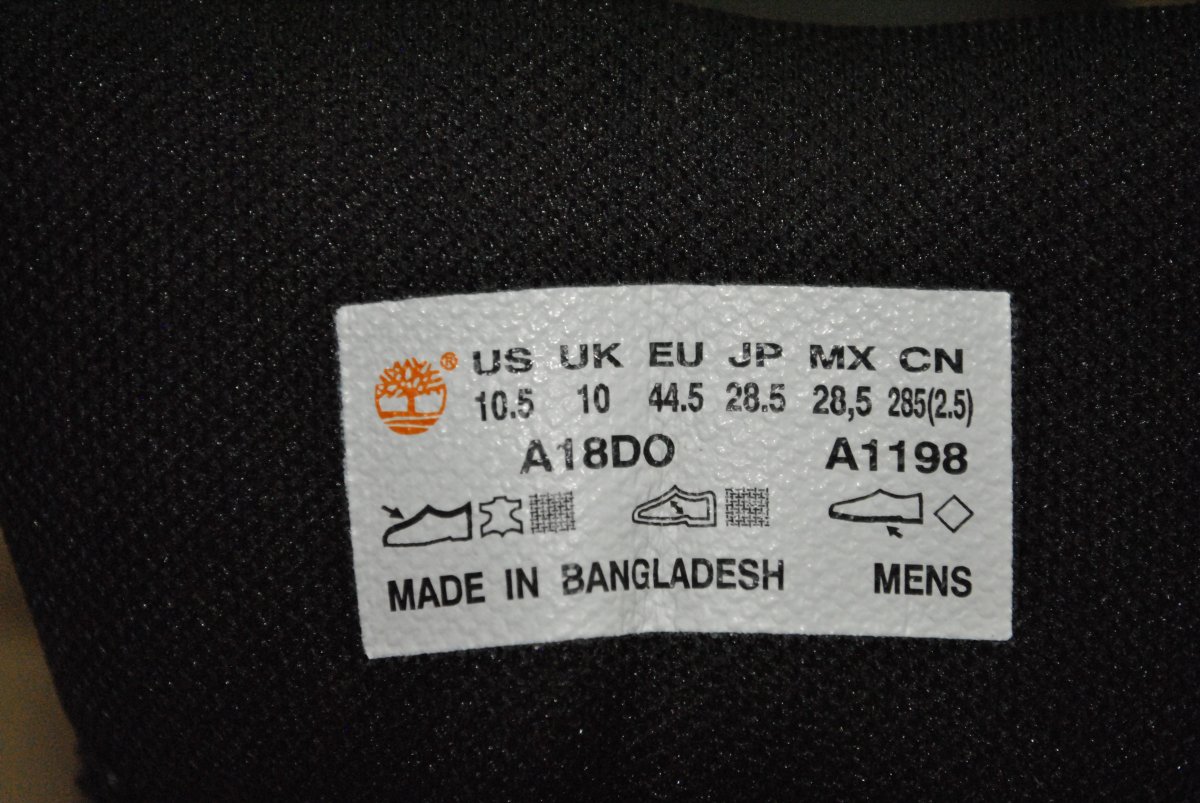 ® US UK EU JP MX CN
10.5 10 44.5 28.5 28,5 285(2.5)
A18DO A1198
MADE IN BANGLADESH MENS